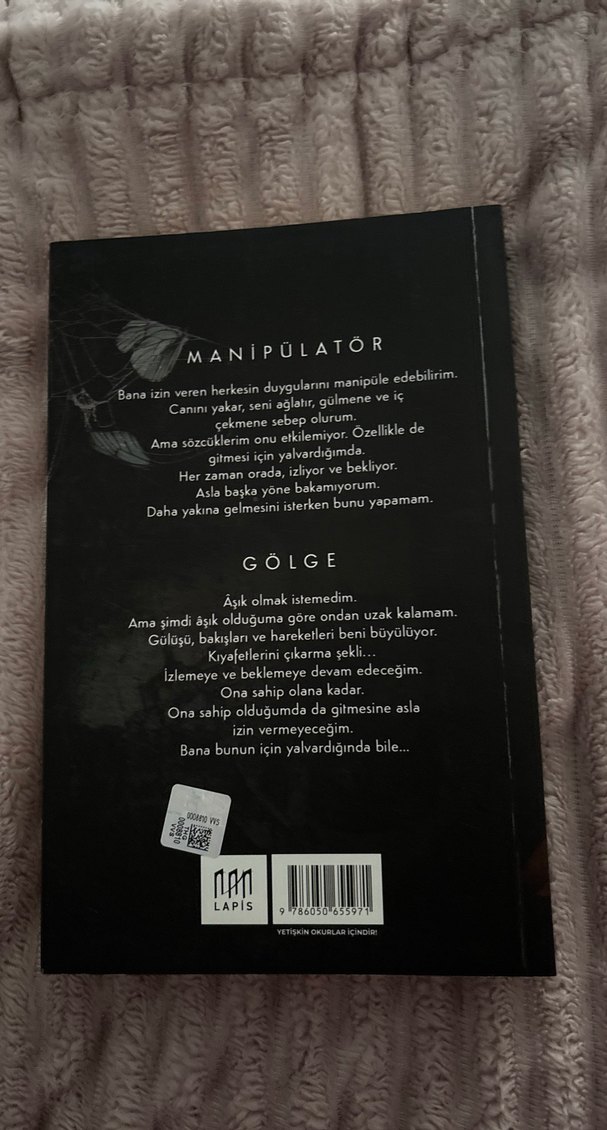 MANİPÜLATÖR
Bana izin veren herkesin duygularını manipüle edebilirim.
Canını yakar, seni ağlatır, gülmene ve iç
çekmene sebep olurum.
Ama sözcüklerim onu etkilemiyor. Özellikle de
gitmesi için yalvardığımda.
Her zaman orada, izliyor ve bekliyor.
Asla başka yöne bakamıyorum.
Daha yakına gelmesini isterken bunu yapamam.
GÖLGE
Âşık olmak istemedim.
Ama şimdi âşık olduğuma göre ondan uzak kalamam.
Gülüşü, bakışları ve hareketleri beni büyülüyor.
Kıyafetlerini çıkarma şekli...
İzlemeye ve beklemeye devam edeceğim.
Ona sahip olana kadar.
Ona sahip olduğumda da gitmesine asla
izin vermeyeceğim.
Bana bunun için yalvardığında bile...
0008810 VVS
THG
0008810
VVS
LAPİS
9 786050 655971
YETİŞKİN OKURLAR İÇİNDİR!